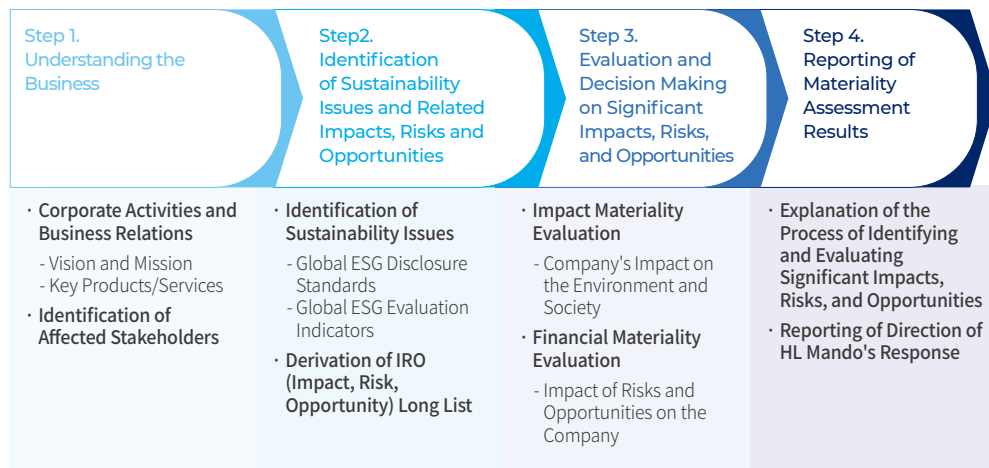 Step 1.
Understanding the
Business
Step2.
Identification
of Sustainability
Issues and Related
Impacts, Risks and
Opportunities
Step 3.
Evaluation and
Decision Making
on Significant
Impacts, Risks,
and Opportunities
Step 4.
Reporting of
Materiality
Assessment
Results
· Corporate Activities and
Business Relations
- Vision and Mission
- Key Products/Services
· Identification of
Affected Stakeholders
· Identification of
Sustainability Issues
- Global ESG Disclosure
Standards
- Global ESG Evaluation
Indicators
· Derivation of IRO
(Impact, Risk,
Opportunity) Long List
· Impact Materiality
Evaluation
- Company's Impact on
the Environment and
Society
· Financial Materiality
Evaluation
- Impact of Risks and
Opportunities on the
Company
· Explanation of the
Process of Identifying
and Evaluating
Significant Impacts,
Risks, and Opportunities
· Reporting of Direction of
HL Mando's Response